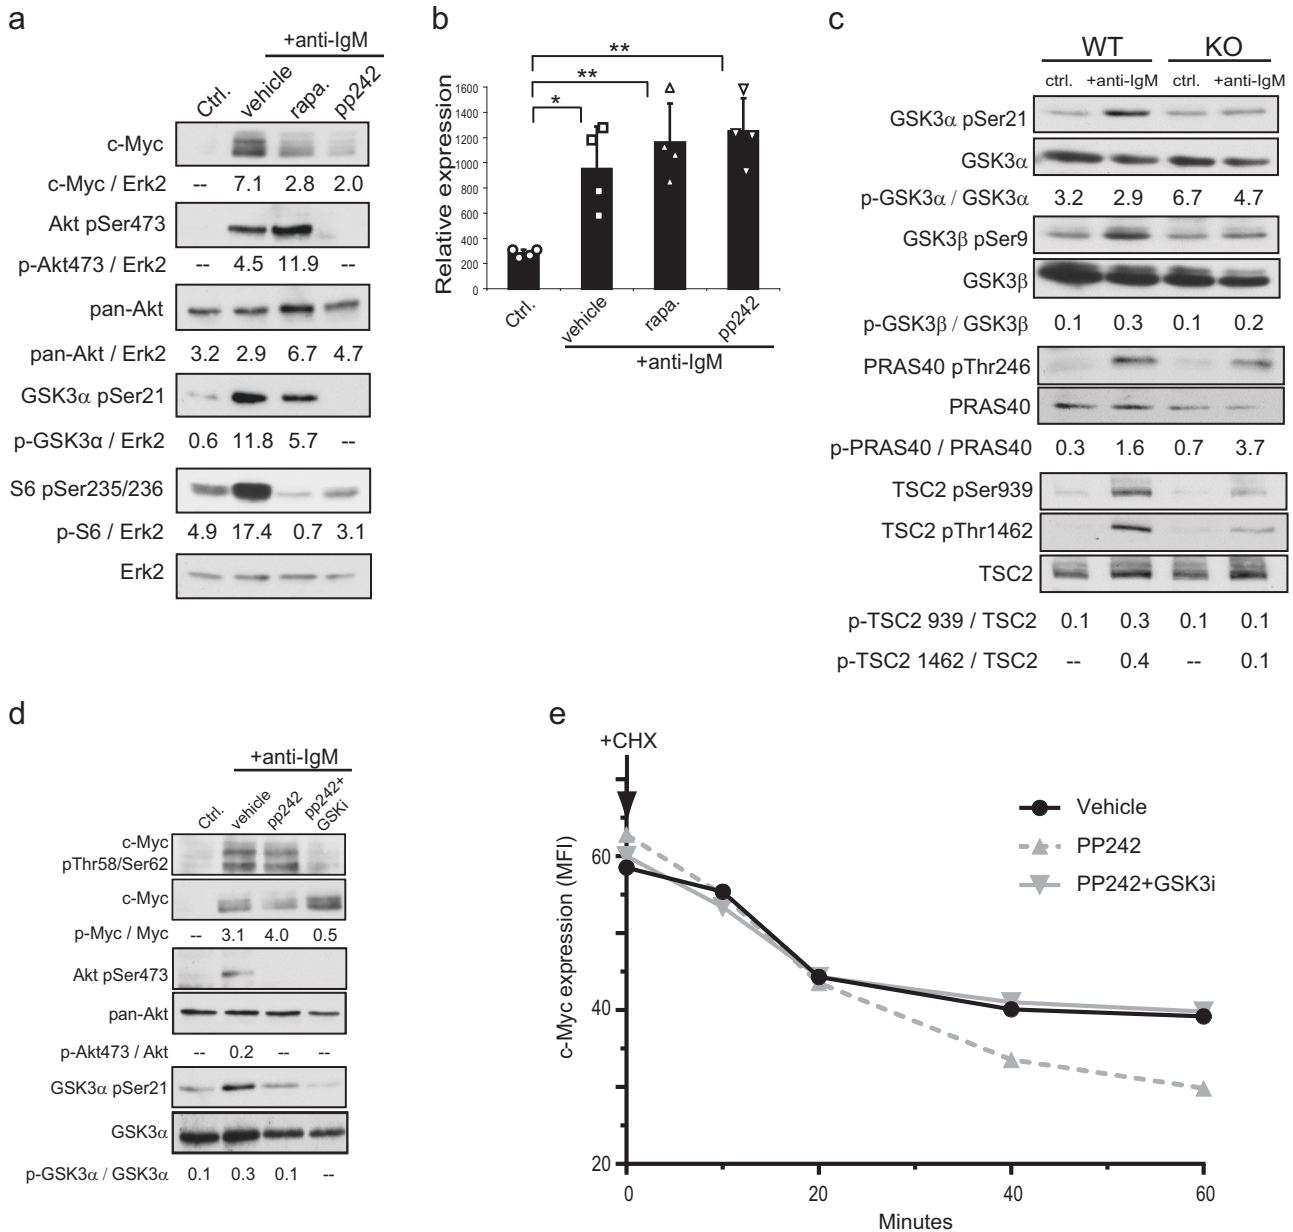 a
+anti-IgM
Ctrl. vehicle rapa. pp242
c-Myc
c-Myc / Erk2 -- 7.1 2.8 2.0
Akt pSer473
p-Akt473 / Erk2 -- 4.5 11.9 --
pan-Akt
pan-Akt / Erk2 3.2 2.9 6.7 4.7
GSK3α pSer21
p-GSK3α / Erk2 0.6 11.8 5.7 --
S6 pSer235/236
p-S6 / Erk2 4.9 17.4 0.7 3.1
Erk2
b
**
**
*
Relative expression
1600
1400
1200
1000
800
600
400
200
0
Ctrl. vehicle rapa. pp242
+anti-IgM
c
WT KO
ctrl. +anti-IgM ctrl. +anti-IgM
GSK3α pSer21
GSK3α
p-GSK3α / GSK3α 3.2 2.9 6.7 4.7
GSK3β pSer9
GSK3β
p-GSK3β / GSK3β 0.1 0.3 0.1 0.2
PRAS40 pThr246
PRAS40
p-PRAS40 / PRAS40 0.3 1.6 0.7 3.7
TSC2 pSer939
TSC2 pThr1462
TSC2
p-TSC2 939 / TSC2 0.1 0.3 0.1 0.1
p-TSC2 1462 / TSC2 -- 0.4 -- 0.1
d
+anti-IgM
Ctrl. vehicle pp242 pp242+
GSKi
c-Myc
pThr58/Ser62
c-Myc
p-Myc / Myc -- 3.1 4.0 0.5
Akt pSer473
pan-Akt
p-Akt473 / Akt -- 0.2 -- --
GSK3α pSer21
GSK3α
p-GSK3α / GSK3α 0.1 0.3 0.1 --
e
+CHX
c-Myc expression (MFI)
60
40
20
0 20 40 60
Minutes
Vehicle
PP242
PP242+GSK3i